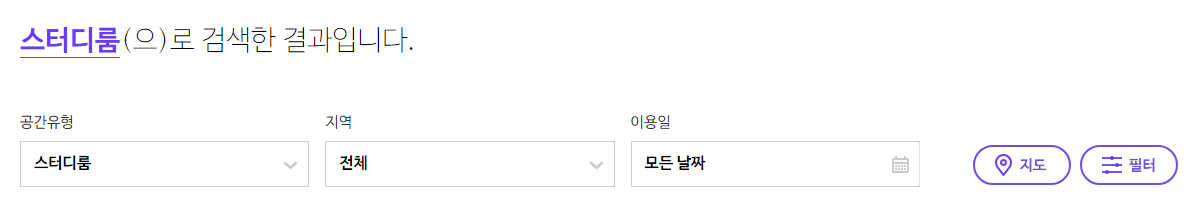 스터디룸(으)로 검색한 결과입니다.
공간유형 지역 이용일
스터디룸 전체 모든 날짜 지도 필터